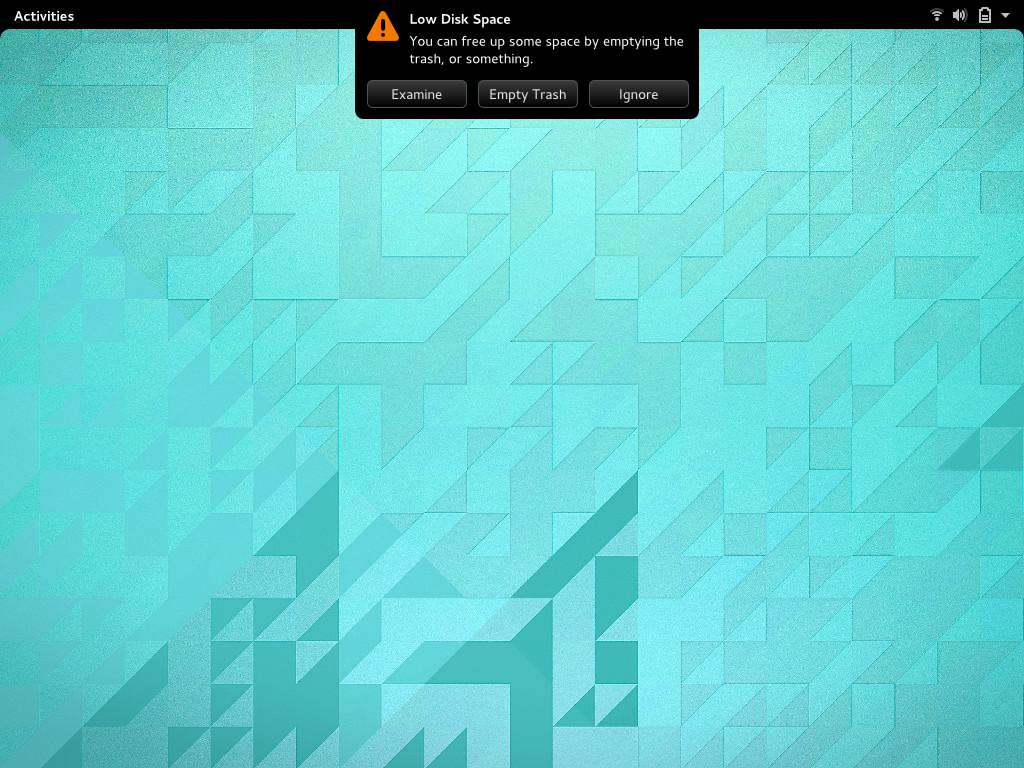 Activities
Low Disk Space
You can free up some space by emptying the
trash, or something.
Examine
Empty Trash
Ignore